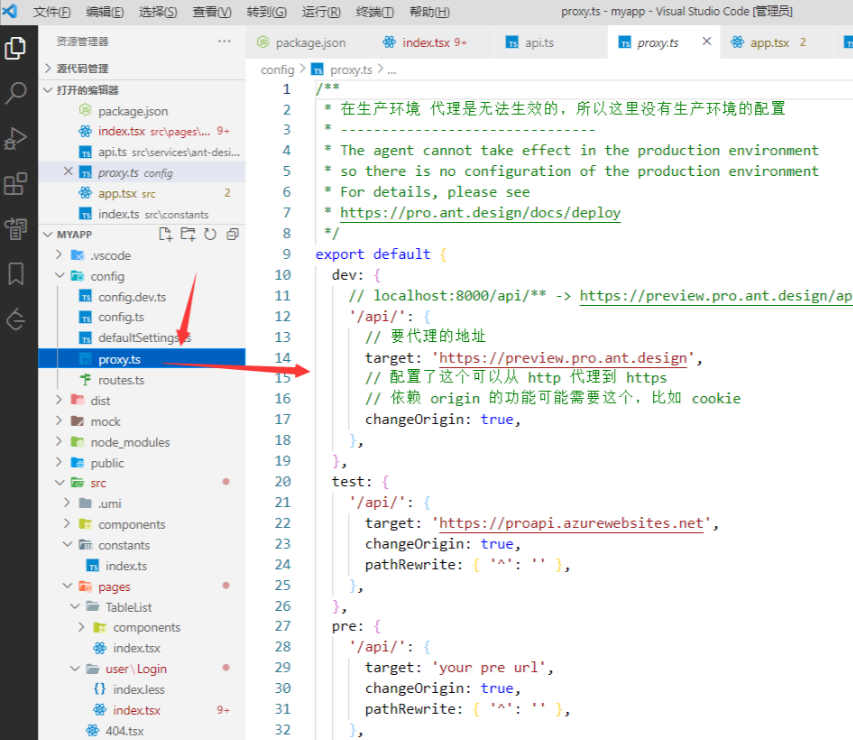 文件(F) 编辑(E) 选择(S) 查看(V) 转到(G) 运行(R) 终端(T) 帮助(H) proxy.ts - myapp - Visual Studio Code [管理员]
资源管理器 ···
源代码管理
打开的编辑器
package.json
index.tsx src\pages\... 9+
api.ts src\services\ant-desi...
proxy.ts config
app.tsx src 2
index.ts src\constants
MYAPP
.vscode
config
config.dev.ts
config.ts
defaultSettings.ts
proxy.ts
routes.ts
dist
mock
node_modules
public
src
.umi
components
constants
index.ts
pages
TableList
components
index.tsx
user\Login
index.less
index.tsx 9+
404.tsx
package.json index.tsx 9+ api.ts proxy.ts app.tsx 2
config > proxy.ts > ...
1 /**
2 * 在生产环境 代理是无法生效的，所以这里没有生产环境的配置
3 * -------------------------------
4 * The agent cannot take effect in the production environment
5 * so there is no configuration of the production environment
6 * For details, please see
7 * https://pro.ant.design/docs/deploy
8 */
9 export default {
10 dev: {
11 // localhost:8000/api/** -> https://preview.pro.ant.design/ap
12 '/api/': {
13 // 要代理的地址
14 target: 'https://preview.pro.ant.design',
15 // 配置了这个可以从 http 代理到 https
16 // 依赖 origin 的功能可能需要这个，比如 cookie
17 changeOrigin: true,
18 },
19 },
20 test: {
21 '/api/': {
22 target: 'https://proapi.azurewebsites.net',
23 changeOrigin: true,
24 pathRewrite: { '^': '' },
25 },
26 },
27 pre: {
28 '/api/': {
29 target: 'your pre url',
30 changeOrigin: true,
31 pathRewrite: { '^': '' },
32 },